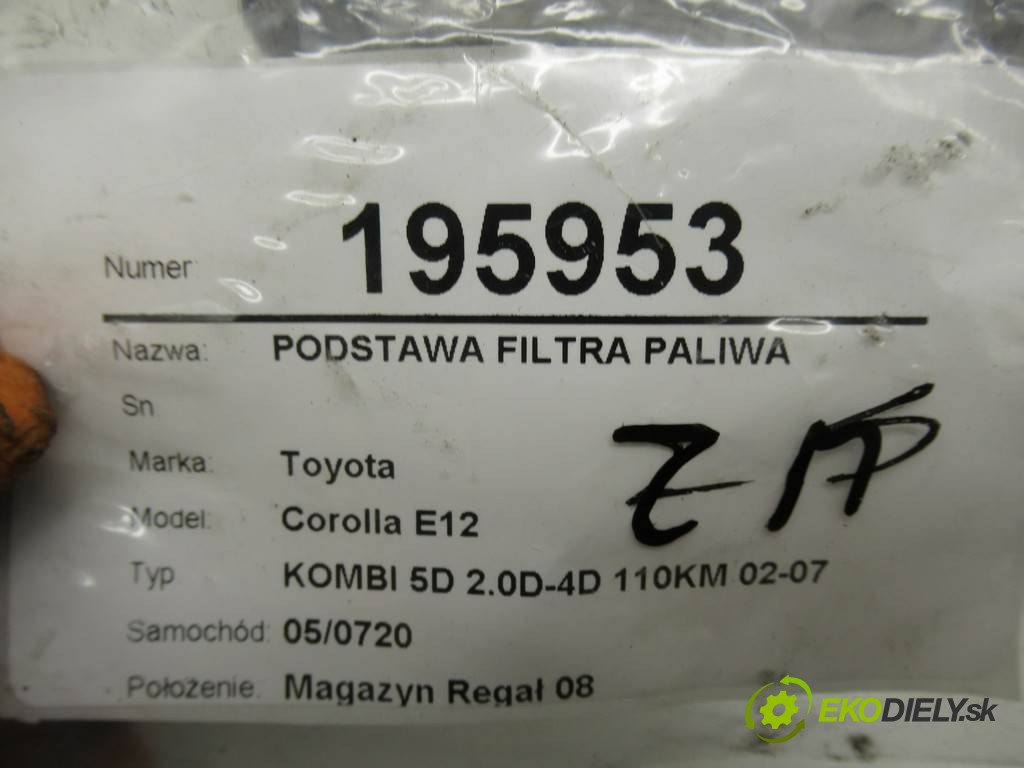 Numer: 195953
Nazwa: PODSTAWA FILTRA PALIWA
Sn
Marka: Toyota
Model: Corolla E12
Typ KOMBI 5D 2.0D-4D 110KM 02-07
Samochód: 05/0720
Położenie. Magazyn Regał 08
EKODIELY.sk